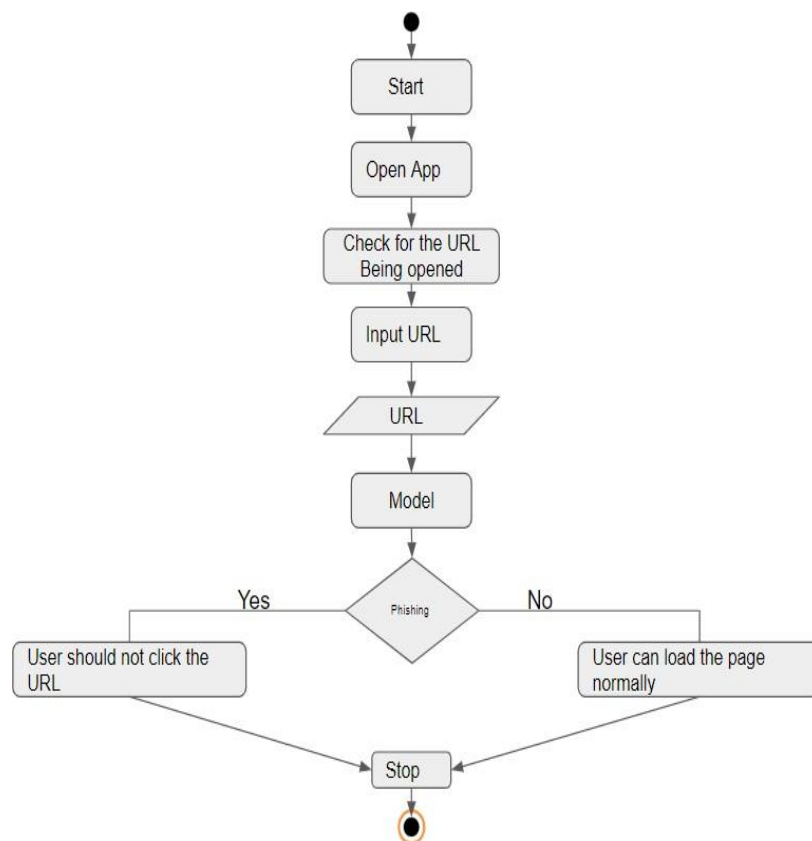 Start
Open App
Check for the URL
Being opened
Input URL
URL
Model
Phishing
Yes
No
User should not click the
URL
User can load the page
normally
Stop